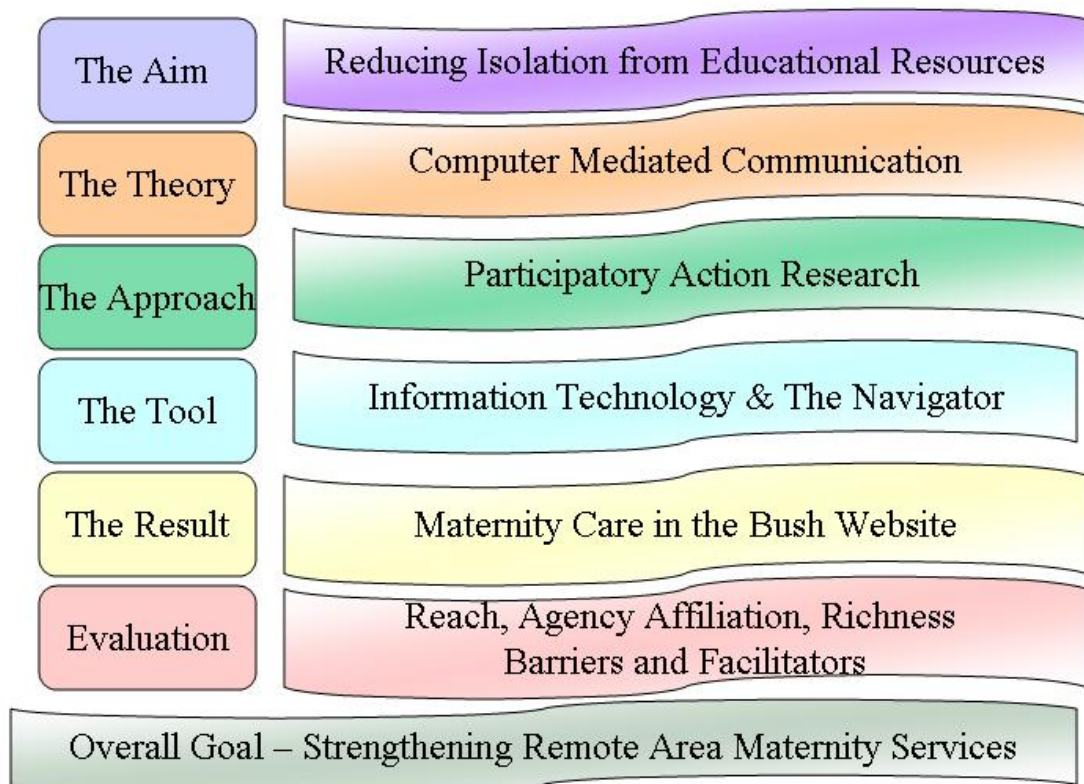 The Aim
Reducing Isolation from Educational Resources
The Theory
Computer Mediated Communication
The Approach
Participatory Action Research
The Tool
Information Technology & The Navigator
The Result
Maternity Care in the Bush Website
Evaluation
Reach, Agency Affiliation, Richness
Barriers and Facilitators
Overall Goal – Strengthening Remote Area Maternity Services